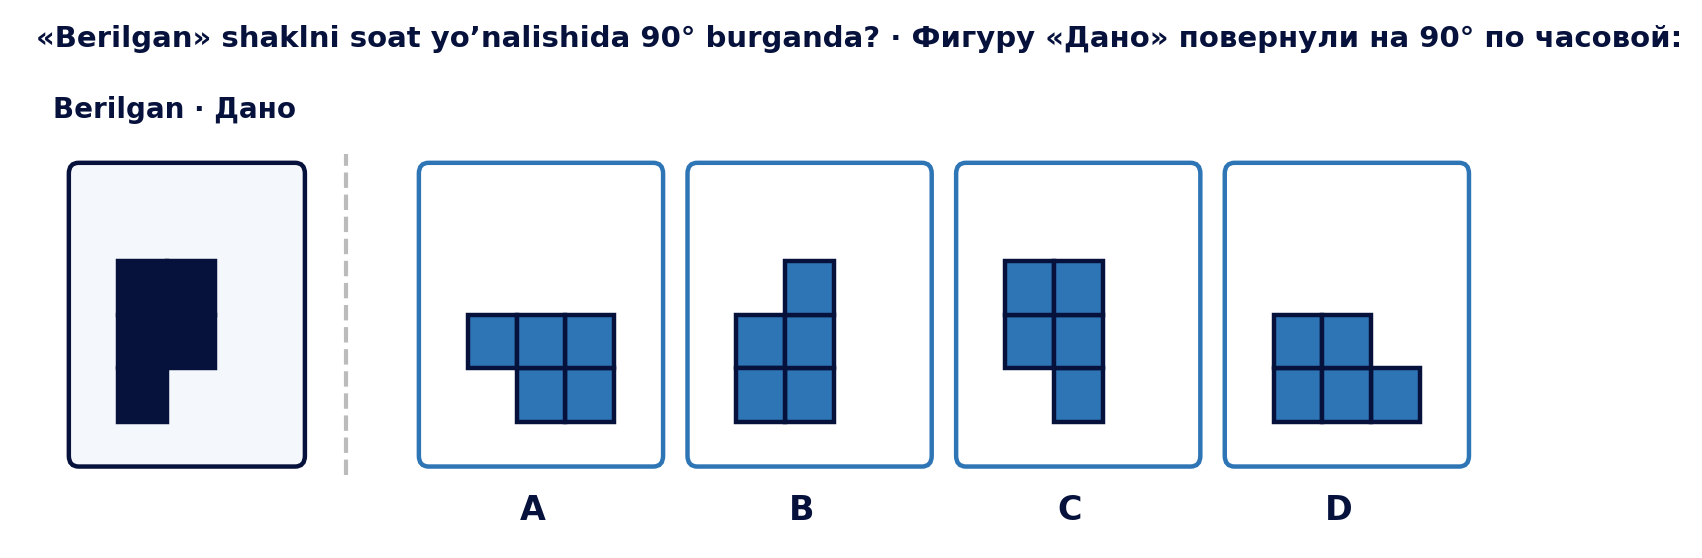 «Berilgan» shaklni soat yo’nalishida 90° burganda? · Фигуру «Дано» повернули на 90° по часовой:
Berilgan · Дано
A B C D